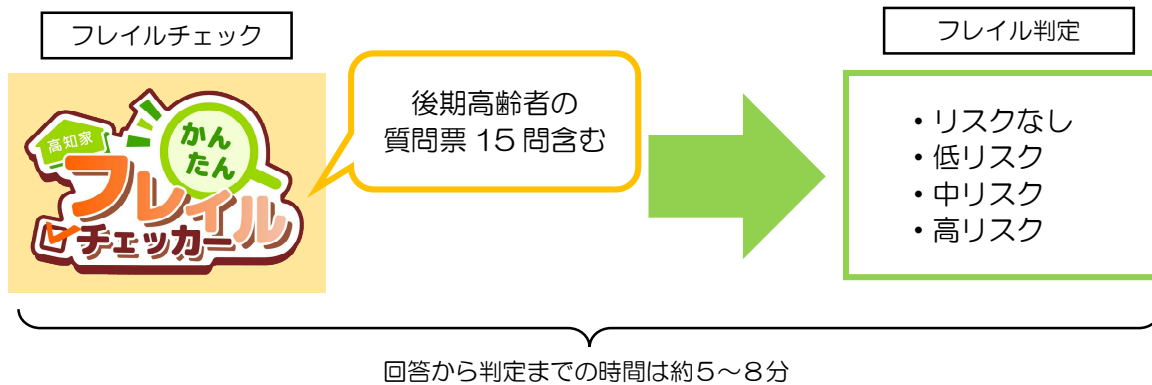 フレイルチェック
フレイル判定
高知家
かん
たん
フレイル
チェッカー
後期高齢者の
質問票 15 問含む
・リスクなし
・低リスク
・中リスク
・高リスク
回答から判定までの時間は約5～8分